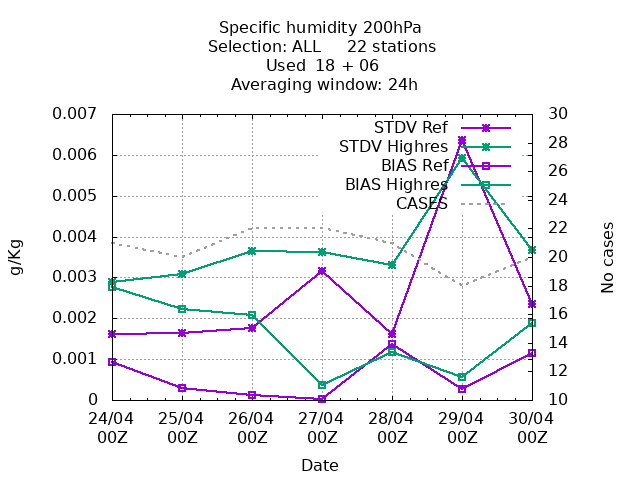 Specific humidity 200hPa
Selection: ALL 22 stations
Used 18 + 06
Averaging window: 24h
0.007
0.006
0.005
0.004
0.003
0.002
0.001
0
g/Kg
STDV Ref
STDV Highres
BIAS Ref
BIAS Highres
CASES
30
28
26
24
22
20
18
16
14
12
10
No cases
24/04 25/04 26/04 27/04 28/04 29/04 30/04
00Z 00Z 00Z 00Z 00Z 00Z 00Z
Date